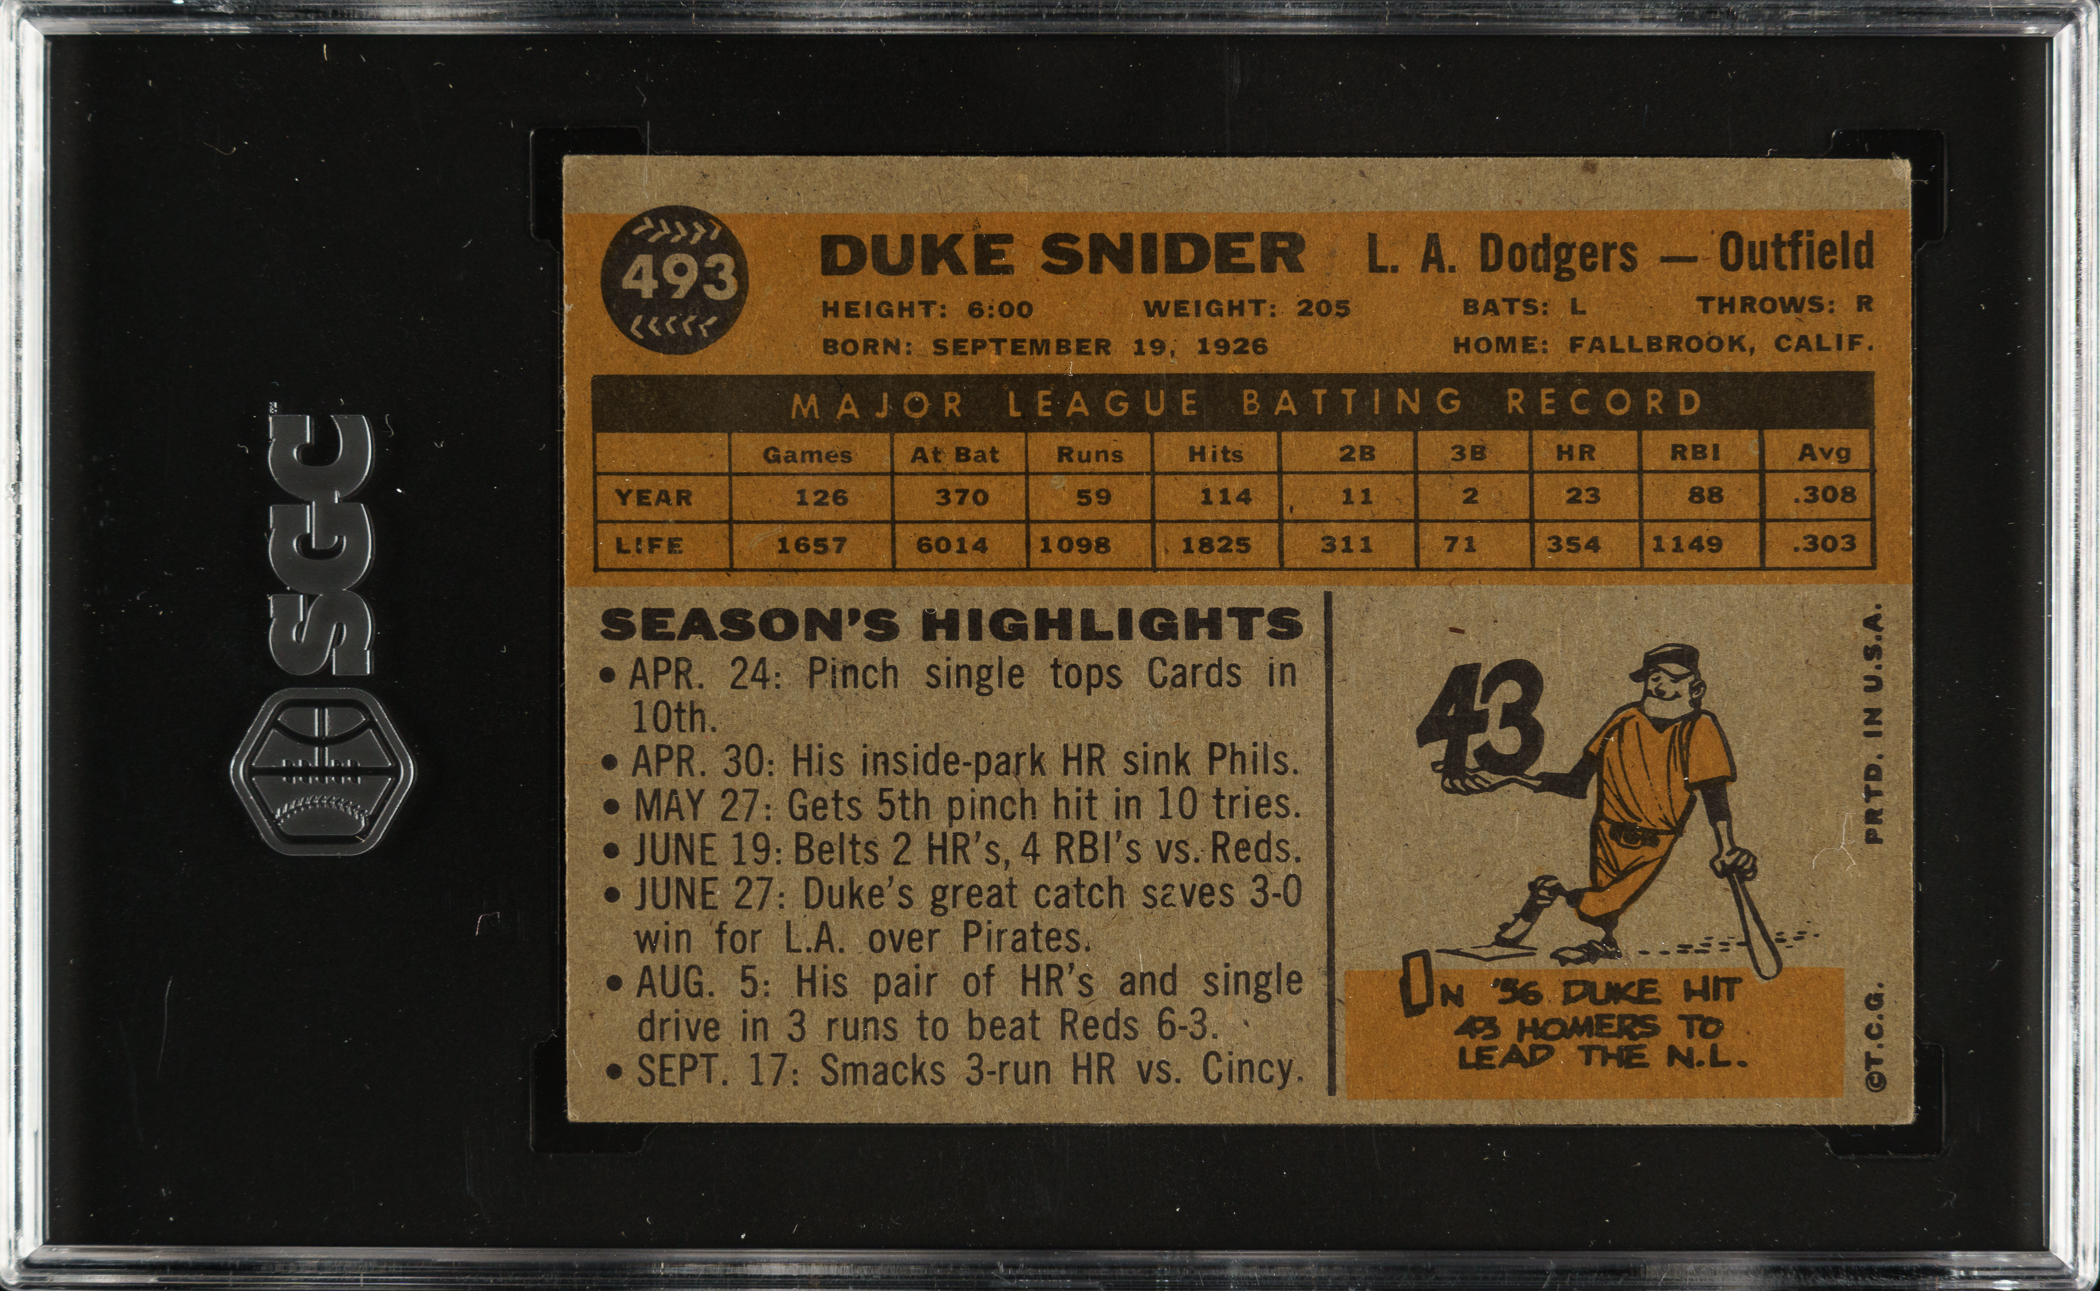 SGC
493
DUKE SNIDER L. A. Dodgers — Outfield
HEIGHT: 6:00 WEIGHT: 205 BATS: L THROWS: R
BORN: SEPTEMBER 19, 1926 HOME: FALLBROOK, CALIF.
MAJOR LEAGUE BATTING RECORD
Games At Bat Runs Hits 2B 3B HR RBI Avg
YEAR 126 370 59 114 11 2 23 88 .308
LIFE 1657 6014 1098 1825 311 71 354 1149 .303
SEASON'S HIGHLIGHTS
• APR. 24: Pinch single tops Cards in
10th.
• APR. 30: His inside-park HR sink Phils.
• MAY 27: Gets 5th pinch hit in 10 tries.
• JUNE 19: Belts 2 HR's, 4 RBI's vs. Reds.
• JUNE 27: Duke's great catch saves 3-0
win for L.A. over Pirates.
• AUG. 5: His pair of HR's and single
drive in 3 runs to beat Reds 6-3.
• SEPT. 17: Smacks 3-run HR vs. Cincy.
43
IN '56 DUKE HIT
43 HOMERS TO
LEAD THE N.L.
©T.C.G. PRTD. IN U.S.A.